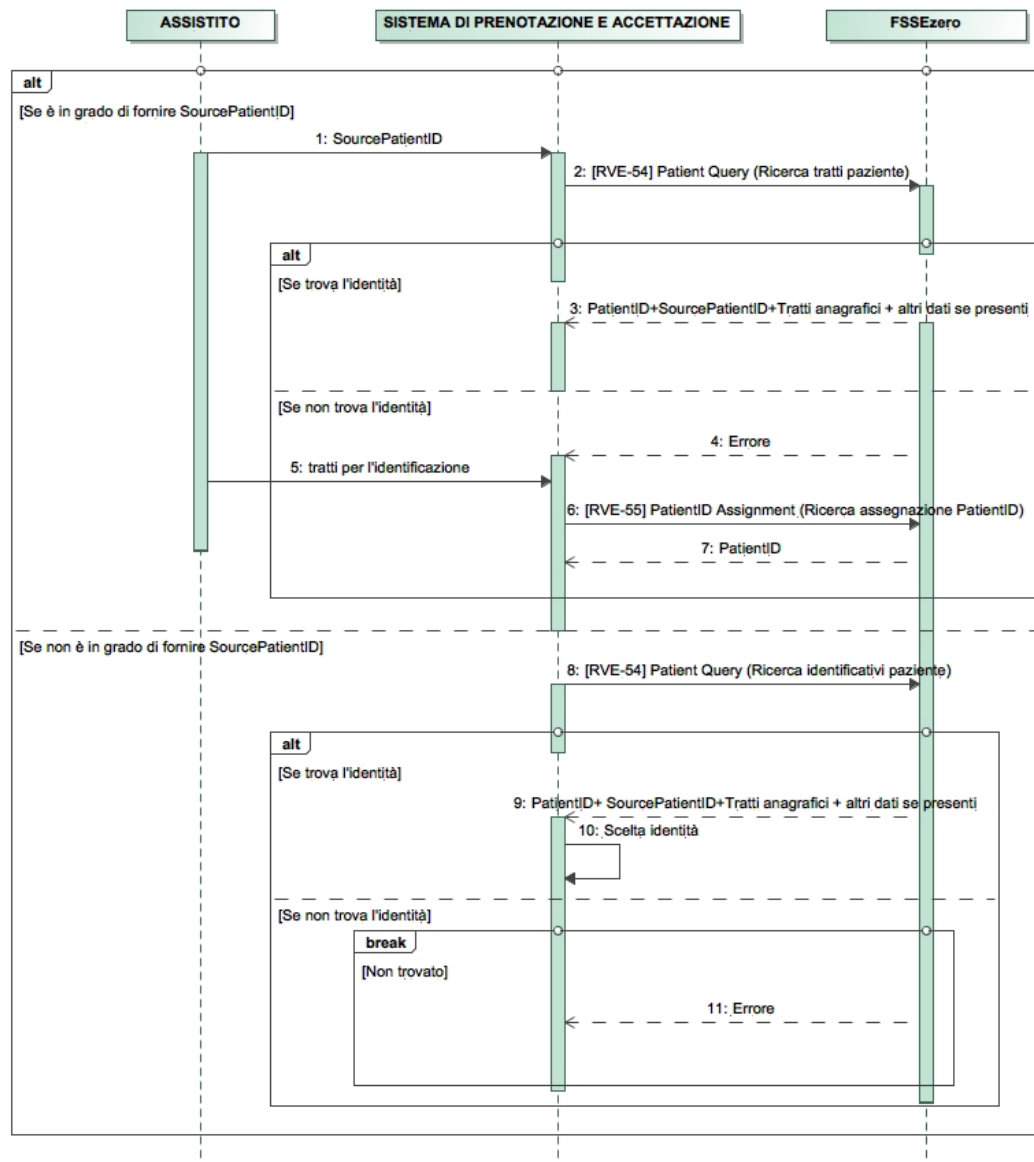 ASSISTITO
SISTEMA DI PRENOTAZIONE E ACCETTAZIONE
FSSEzero
alt
[Se è in grado di fornire SourcePatientID]
1: SourcePatientID
2: [RVE-54] Patient Query (Ricerca tratti paziente)
alt
[Se trova l'identità]
3: PatientID+SourcePatientID+Tratti anagrafici + altri dati se presenti
[Se non trova l'identità]
4: Errore
5: tratti per l'identificazione
6: [RVE-55] PatientID Assignment (Ricerca assegnazione PatientID)
7: PatientID
[Se non è in grado di fornire SourcePatientID]
8: [RVE-54] Patient Query (Ricerca identificativi paziente)
alt
[Se trova l'identità]
9: PatientID+ SourcePatientID+Tratti anagrafici + altri dati se presenti
10: Scelta identità
[Se non trova l'identità]
break
[Non trovato]
11: Errore